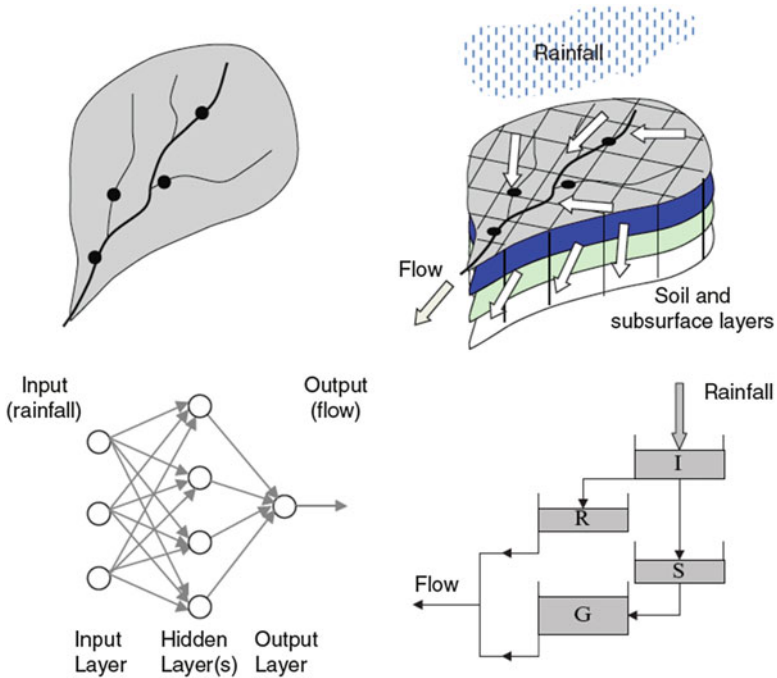 Rainfall
Flow
Soil and
subsurface layers
Input
(rainfall)
Output
(flow)
Input
Layer
Hidden
Layer(s)
Output
Layer
Rainfall
I
R
S
G
Flow